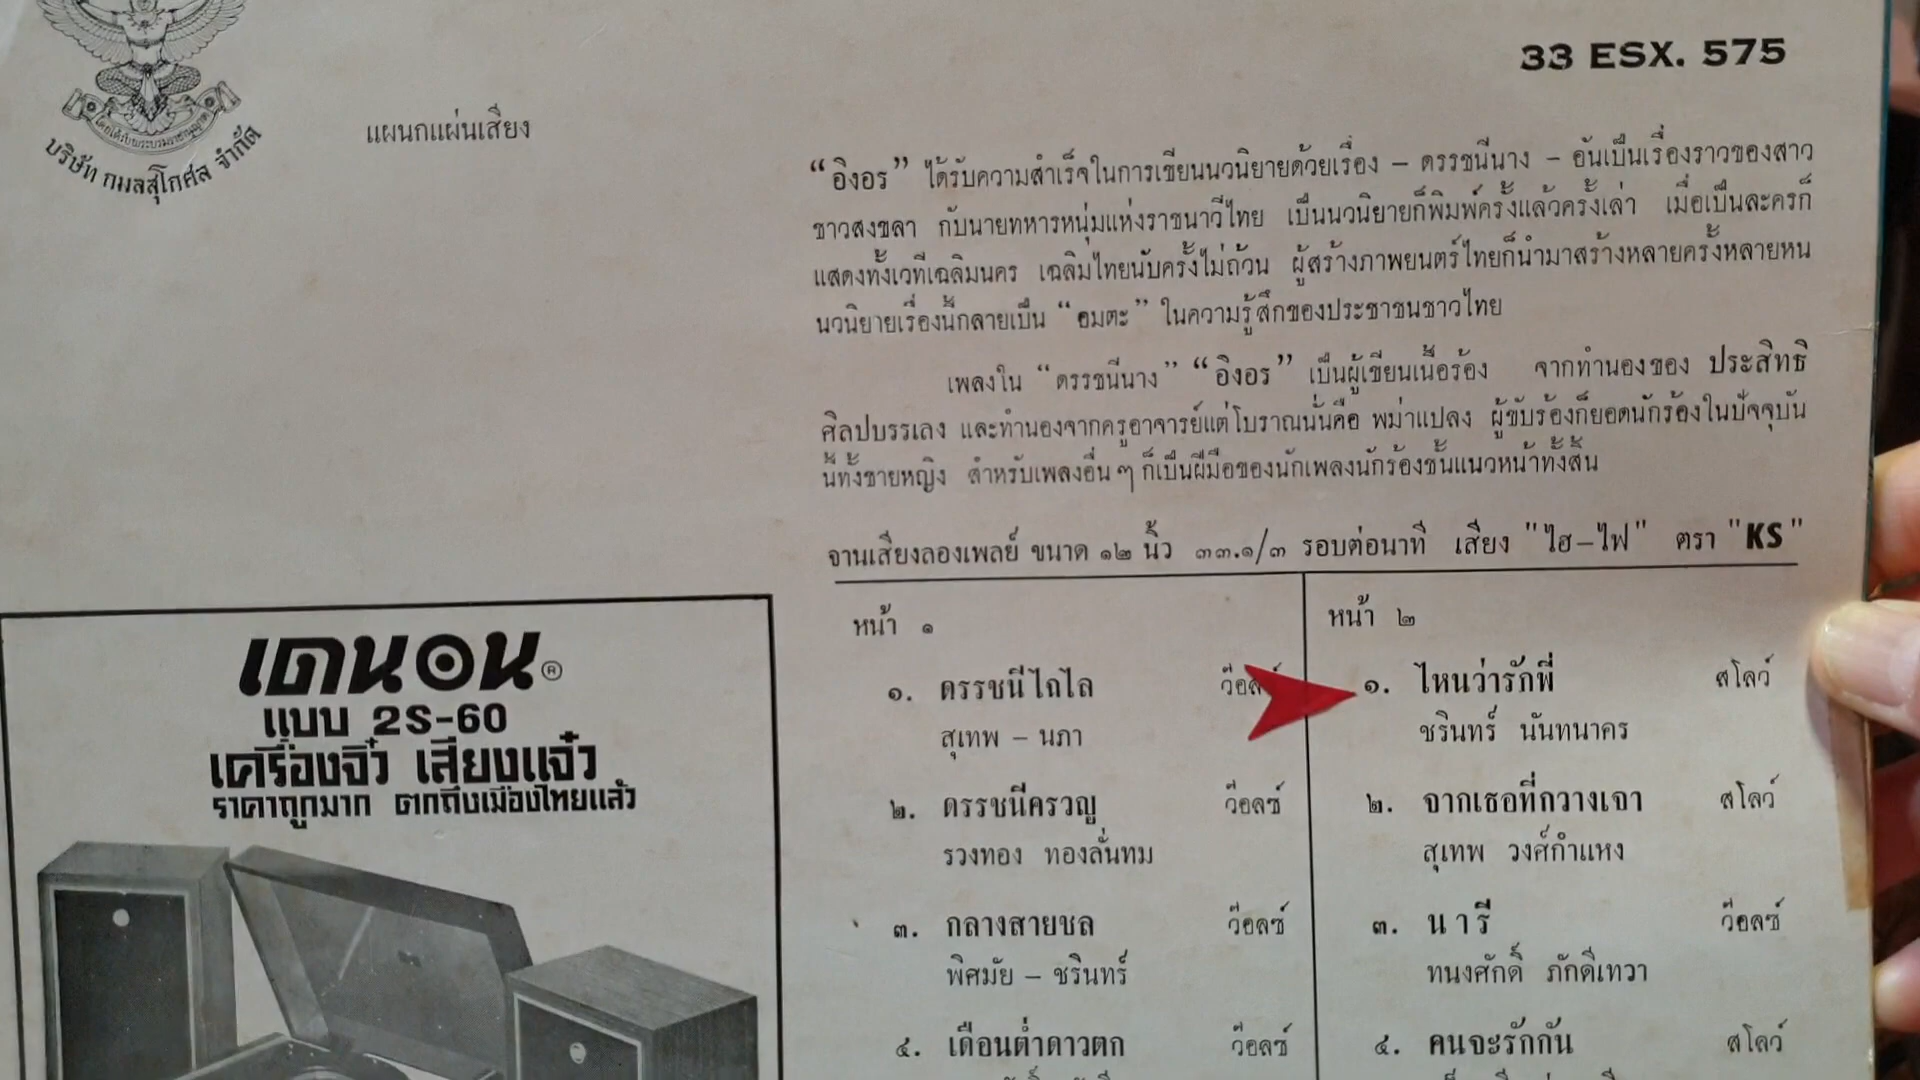 โดยได้รับพระบรมราชานุญาต
บริษัท กมลสุโกศล จำกัด
แผนกแผ่นเสียง
33 ESX. 575
“อิงอร” ได้รับความสำเร็จในการเขียนนวนิยายด้วยเรื่อง – ดรรชนีนาง – อันเป็นเรื่องราวของสาว
ชาวสงขลา กับนายทหารหนุ่มแห่งราชนาวีไทย เป็นนวนิยายก็พิมพ์ครั้งแล้วครั้งเล่า เมื่อเป็นละครก็
แสดงทั้งเวทีเฉลิมนคร เฉลิมไทยนับครั้งไม่ถ้วน ผู้สร้างภาพยนตร์ไทยก็นำมาสร้างหลายครั้งหลายหน
นวนิยายเรื่องนี้กลายเป็น “อมตะ” ในความรู้สึกของประชาชนชาวไทย
เพลงใน “ดรรชนีนาง” “อิงอร” เป็นผู้เขียนเนื้อร้อง จากทำนองของ ประสิทธิ
ศิลปบรรเลง และทำนองจากครูอาจารย์แต่โบราณนั่นคือ พม่าแปลง ผู้ขับร้องก็ยอดนักร้องในปัจจุบัน
นี้ทั้งชายหญิง สำหรับเพลงอื่น ๆ ก็เป็นฝีมือของนักเพลงนักร้องชั้นแนวหน้าทั้งสิ้น
จานเสียงลองเพลย์ ขนาด ๑๒ นิ้ว ๓๓.๑/๓ รอบต่อนาที เสียง "ไฮ–ไฟ" ตรา "KS"
หน้า ๑
๑. ดรรชนีไฉไล
สุเทพ – นภา
๒. ดรรชนีครวญ วอลซ์
รวงทอง ทองลั่นทม
๓. กลางสายชล ว๊อลซ์
พิศมัย – ชรินทร์
๔. เดือนต่ำดาวตก ว๊อลซ์
หน้า ๒
๑. ไหนว่ารักพี่ สโลว์
ชรินทร์ นันทนาคร
๒. จากเธอที่กวางเจา สโลว์
สุเทพ วงศ์กำแหง
๓. นารี ว๊อลซ์
ทนงศักดิ์ ภักดีเทวา
๔. คนจะรักกัน สโลว์
เดนอน®
แบบ 2S-60
เครื่องจิ๋ว เสียงแจ๋ว
ราคาถูกมาก ตกถึงเมืองไทยแล้ว